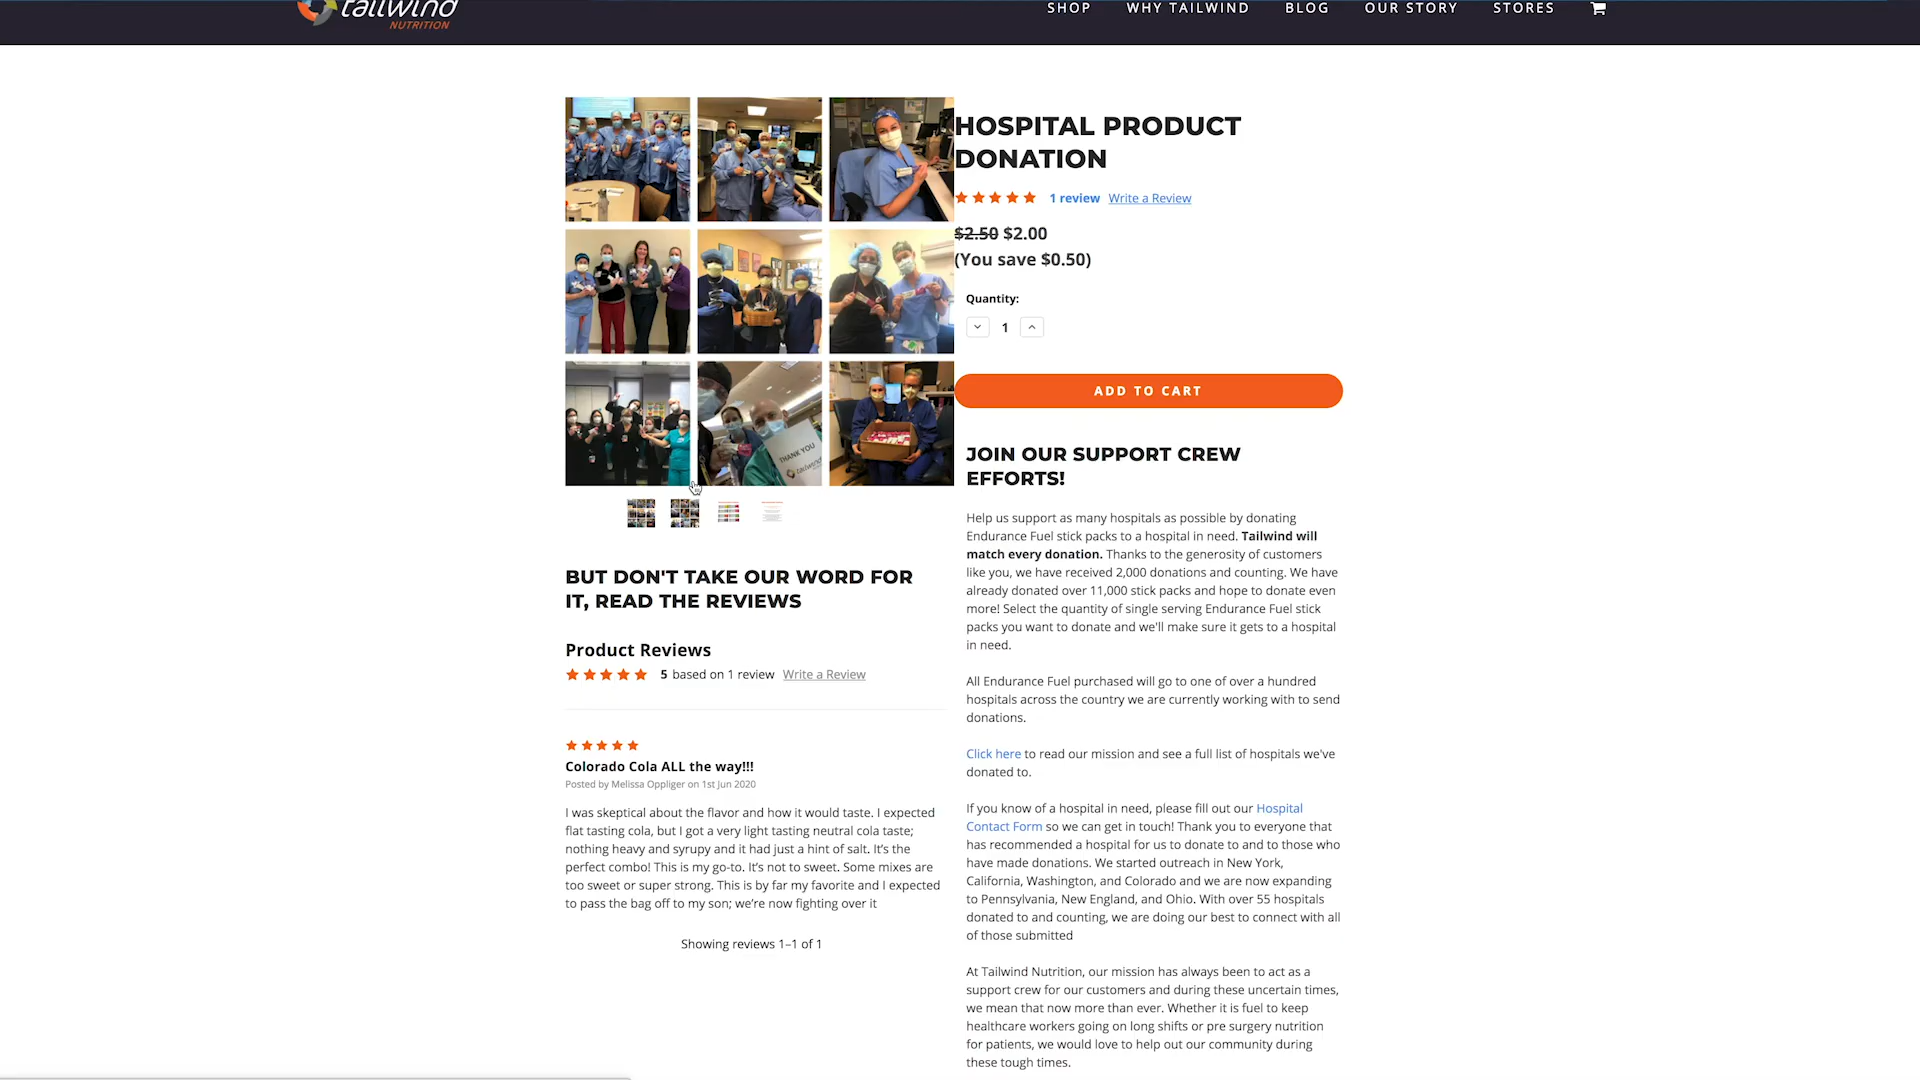 tailwind
NUTRITION
SHOP
WHY TAILWIND
BLOG
OUR STORY
STORES
THANK YOU
tailwind
HOSPITAL PRODUCT
DONATION
1 review Write a Review
$2.50 $2.00
(You save $0.50)
Quantity:
1
ADD TO CART
JOIN OUR SUPPORT CREW
EFFORTS!
Help us support as many hospitals as possible by donating
Endurance Fuel stick packs to a hospital in need. Tailwind will
match every donation. Thanks to the generosity of customers
like you, we have received 2,000 donations and counting. We have
already donated over 11,000 stick packs and hope to donate even
more! Select the quantity of single serving Endurance Fuel stick
packs you want to donate and we'll make sure it gets to a hospital
in need.
All Endurance Fuel purchased will go to one of over a hundred
hospitals across the country we are currently working with to send
donations.
Click here to read our mission and see a full list of hospitals we've
donated to.
If you know of a hospital in need, please fill out our Hospital
Contact Form so we can get in touch! Thank you to everyone that
has recommended a hospital for us to donate to and to those who
have made donations. We started outreach in New York,
California, Washington, and Colorado and we are now expanding
to Pennsylvania, New England, and Ohio. With over 55 hospitals
donated to and counting, we are doing our best to connect with all
of those submitted
At Tailwind Nutrition, our mission has always been to act as a
support crew for our customers and during these uncertain times,
we mean that now more than ever. Whether it is fuel to keep
healthcare workers going on long shifts or pre surgery nutrition
for patients, we would love to help out our community during
these tough times.
BUT DON'T TAKE OUR WORD FOR
IT, READ THE REVIEWS
Product Reviews
5 based on 1 review Write a Review
Colorado Cola ALL the way!!!
Posted by Melissa Oppliger on 1st Jun 2020
I was skeptical about the flavor and how it would taste. I expected
flat tasting cola, but I got a very light tasting neutral cola taste;
nothing heavy and syrupy and it had just a hint of salt. It's the
perfect combo! This is my go-to. It's not to sweet. Some mixes are
too sweet or super strong. This is by far my favorite and I expected
to pass the bag off to my son; we're now fighting over it
Showing reviews 1–1 of 1